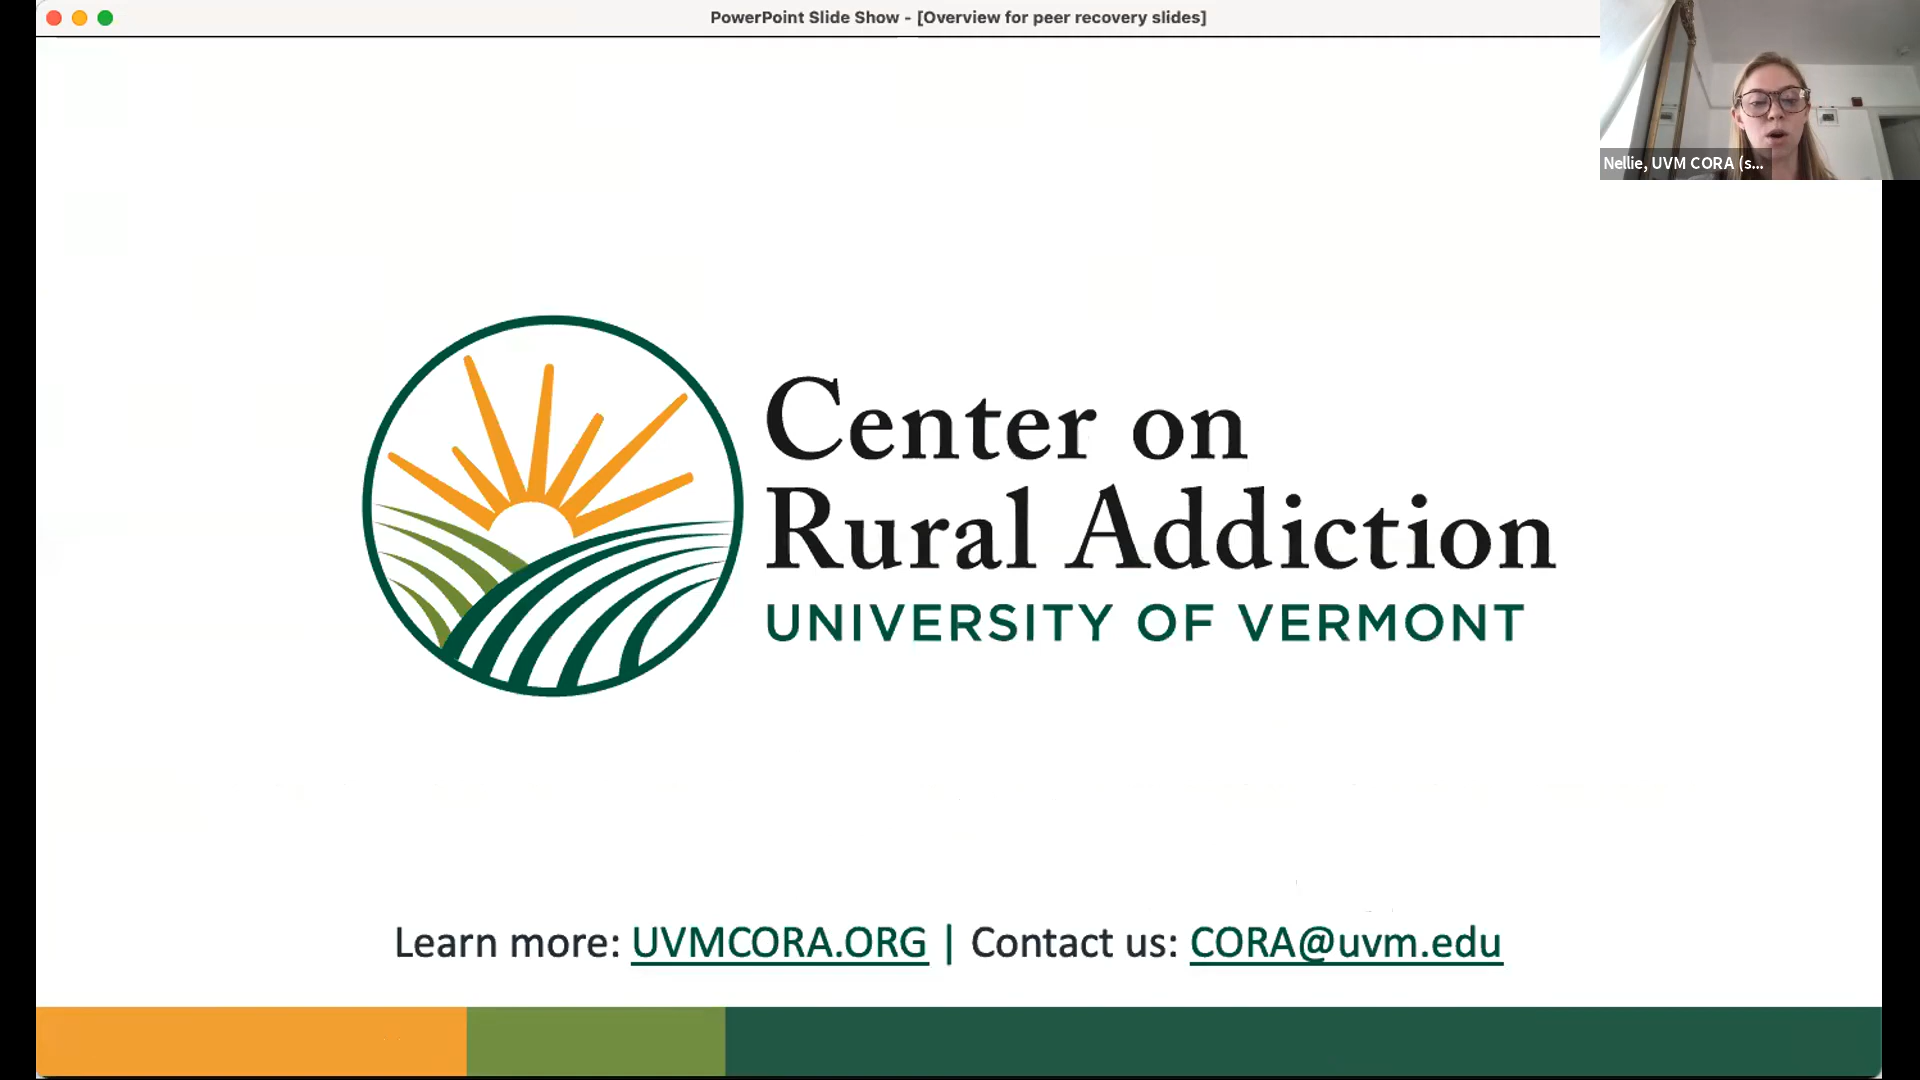 PowerPoint Slide Show - [Overview for peer recovery slides]
Nellie, UVM CORA (s...
Center on
Rural Addiction
UNIVERSITY OF VERMONT
Learn more: UVMCORA.ORG | Contact us: CORA@uvm.edu